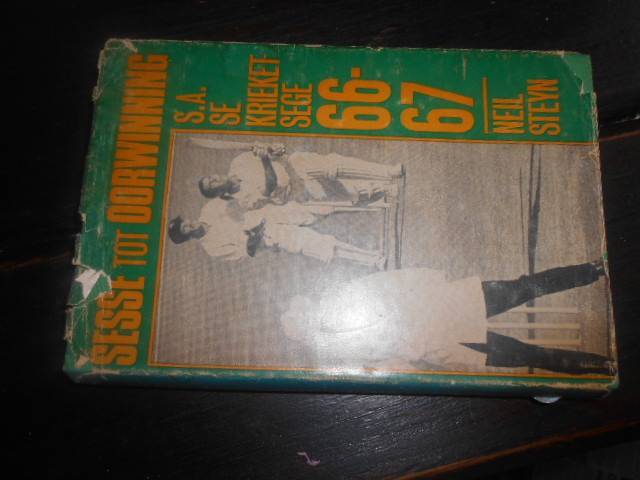 SESSE TOT OORWINNING
S.A.
SE
KRIEKET-
SEGE
66-
67
NEIL
STEYN